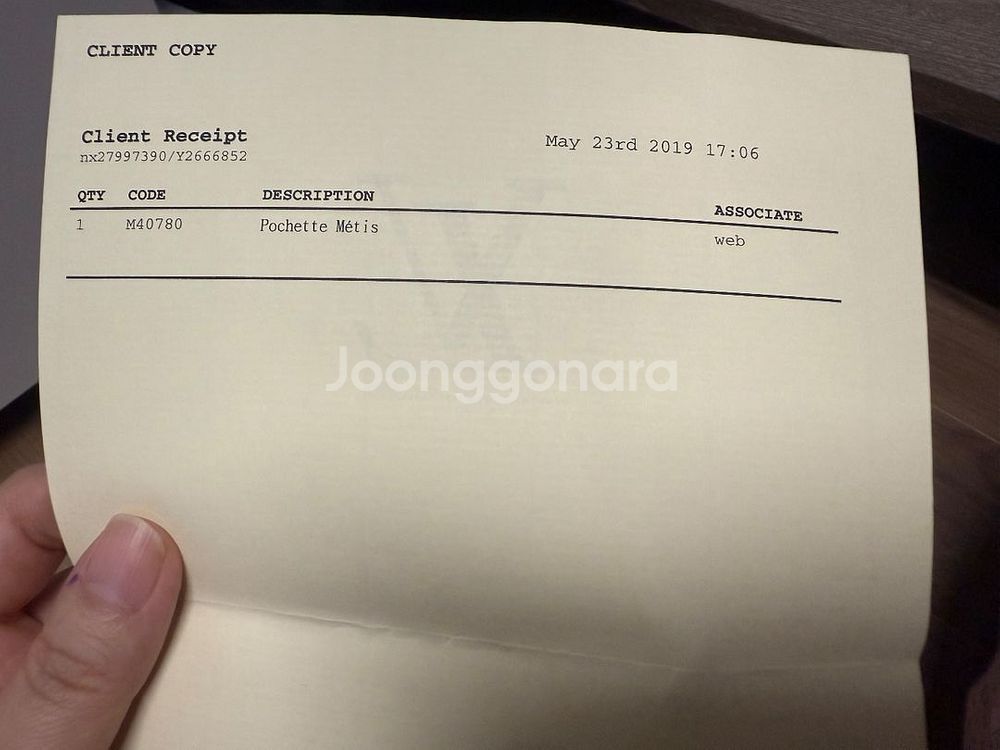 CLIENT COPY
Client Receipt
May 23rd 2019 17:06
nx27997390/Y2666852
QTY CODE DESCRIPTION ASSOCIATE
1 M40780 Pochette Métis web
Joonggonara